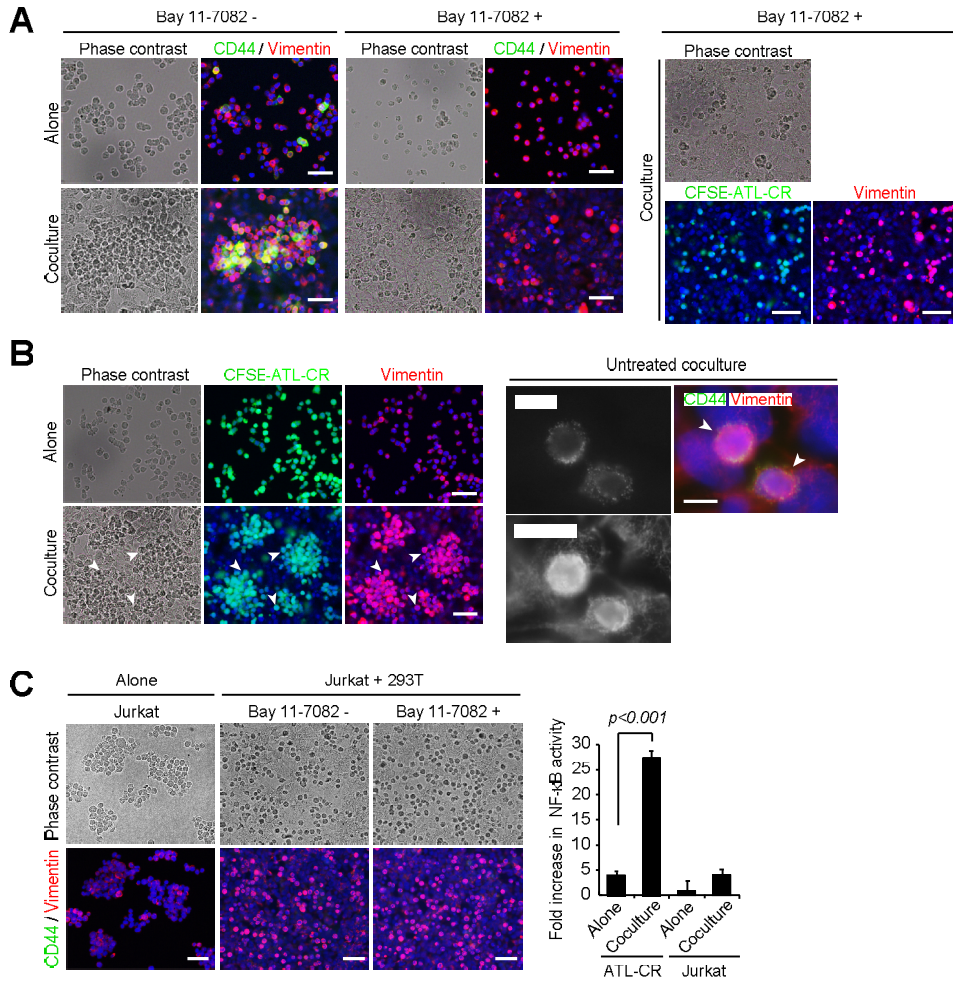 A
Bay 11-7082 -
Bay 11-7082 +
Bay 11-7082 +
Phase contrast
CD44 / Vimentin
Phase contrast
CD44 / Vimentin
Phase contrast
Alone
Coculture
Coculture
CFSE-ATL-CR
Vimentin
B
Phase contrast
CFSE-ATL-CR
Vimentin
Untreated coculture
CD44 Vimentin
Alone
Coculture
C
Alone
Jurkat + 293T
Jurkat
Bay 11-7082 -
Bay 11-7082 +
Phase contrast
CD44 / Vimentin
p<0.001
Fold increase in NF-κB activity
30
25
20
15
10
5
0
Alone
Coculture
Alone
Coculture
ATL-CR
Jurkat